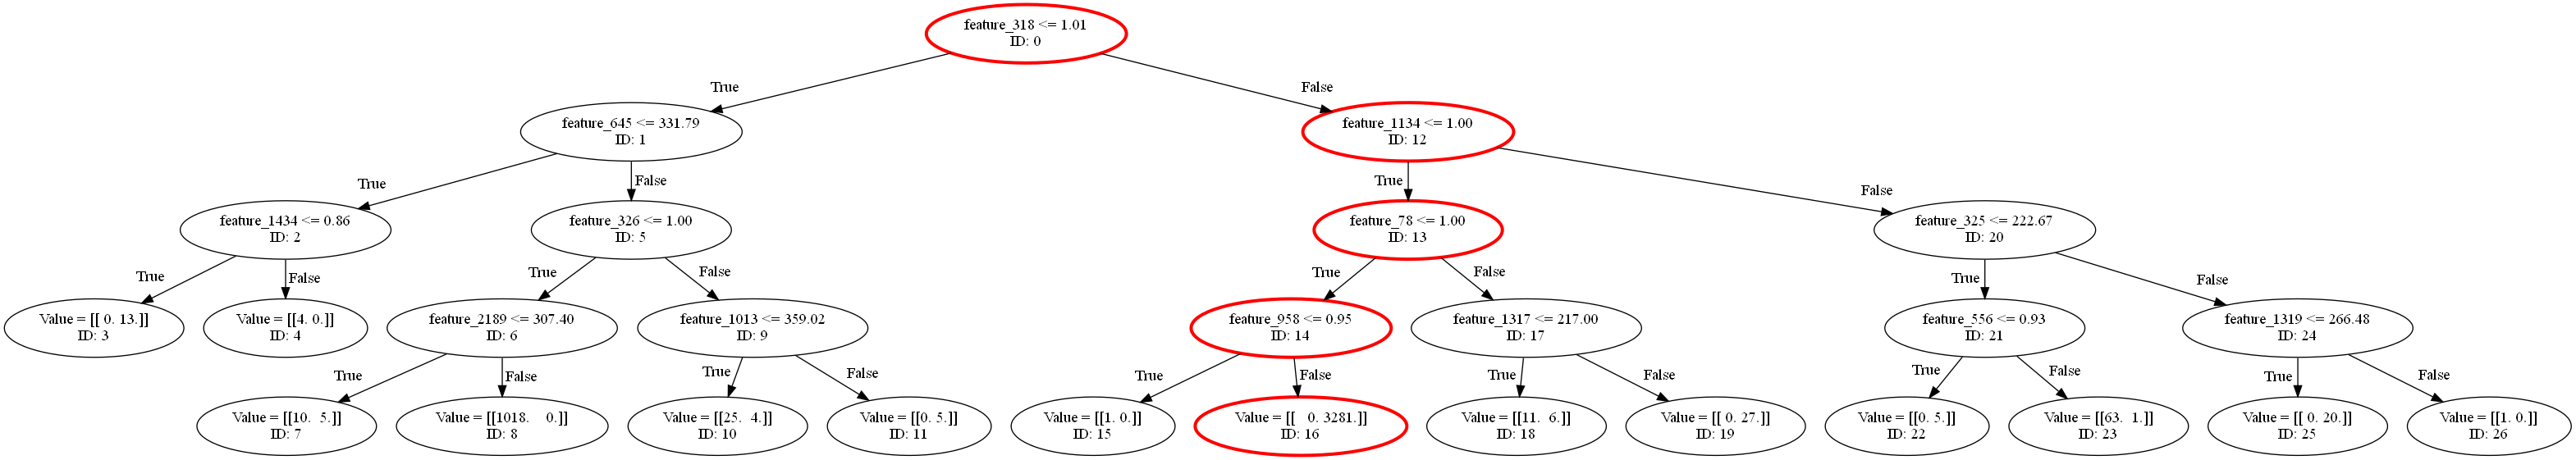 feature_318 <= 1.01
ID: 0
True
False
feature_645 <= 331.79
ID: 1
feature_1134 <= 1.00
ID: 12
True
False
True
False
feature_1434 <= 0.86
ID: 2
feature_326 <= 1.00
ID: 5
feature_78 <= 1.00
ID: 13
feature_325 <= 222.67
ID: 20
True
False
True
False
True
False
True
False
Value = [[ 0. 13.]]
ID: 3
Value = [[4. 0.]]
ID: 4
feature_2189 <= 307.40
ID: 6
feature_1013 <= 359.02
ID: 9
feature_958 <= 0.95
ID: 14
feature_1317 <= 217.00
ID: 17
feature_556 <= 0.93
ID: 21
feature_1319 <= 266.48
ID: 24
True
False
True
False
True
False
True
False
True
False
True
False
Value = [[10.  5.]]
ID: 7
Value = [[1018.    0.]]
ID: 8
Value = [[25.  4.]]
ID: 10
Value = [[0. 5.]]
ID: 11
Value = [[1. 0.]]
ID: 15
Value = [[   0. 3281.]]
ID: 16
Value = [[11.  6.]]
ID: 18
Value = [[ 0. 27.]]
ID: 19
Value = [[0. 5.]]
ID: 22
Value = [[63.  1.]]
ID: 23
Value = [[ 0. 20.]]
ID: 25
Value = [[1. 0.]]
ID: 26